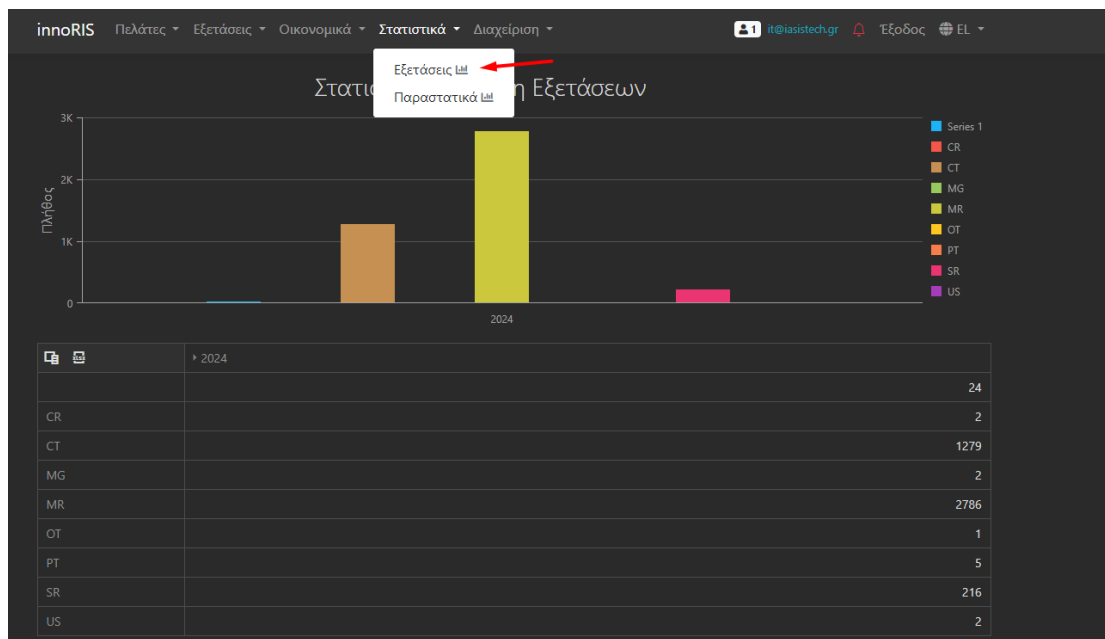 innoRIS Πελάτες Εξετάσεις Οικονομικά Στατιστικά Διαχείριση 1 it@iasistech.gr Έξοδος EL
Εξετάσεις
Παραστατικά
Στατι η Εξετάσεων
3K
2K
1K
0
Πλήθος
2024
Series 1
CR
CT
MG
MR
OT
PT
SR
US
2024
24
CR 2
CT 1279
MG 2
MR 2786
OT 1
PT 5
SR 216
US 2